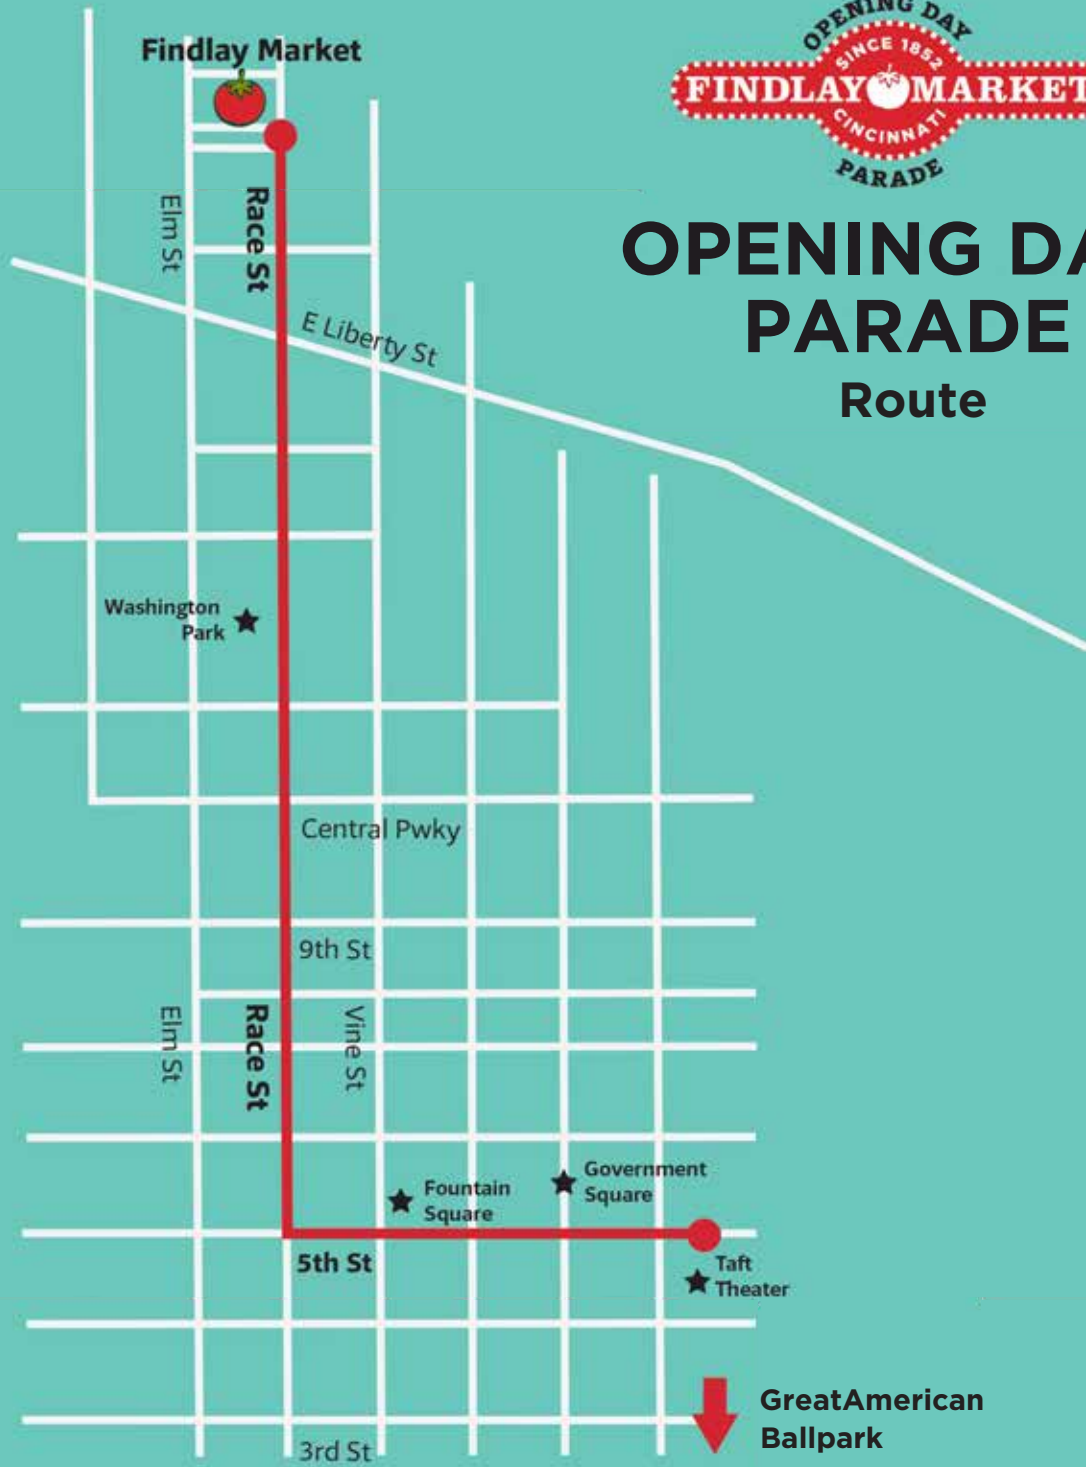 Findlay Market
OPENING DAY
SINCE 1852
FINDLAY MARKET
CINCINNATI
PARADE
OPENING DA
PARADE
Route
Elm St
Race St
E Liberty St
Washington
Park
Central Pwky
9th St
Elm St
Race St
Vine St
Fountain
Square
Government
Square
5th St
Taft
Theater
GreatAmerican
Ballpark
3rd St